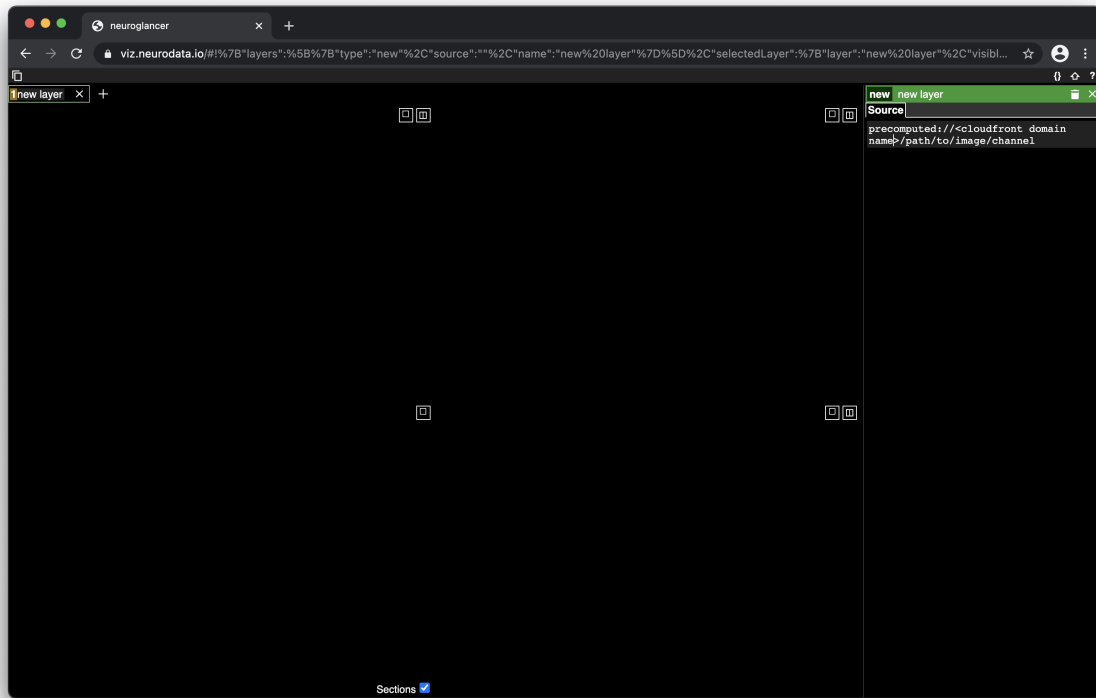 neuroglancer
viz.neurodata.io/#!%7B"layers":%5B%7B"type":"new"%2C"source":""%2C"name":"new%20layer"%7D%5D%2C"selectedLayer":%7B"layer":"new%20layer"%2C"visibl...
{} ?
1 new layer
new new layer
Source
precomputed://<cloudfront domain
name>/path/to/image/channel
Sections